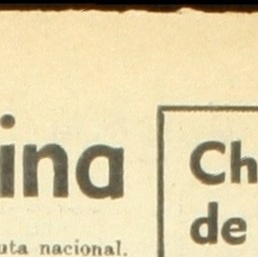 ina
uta nacional.
Ch
de